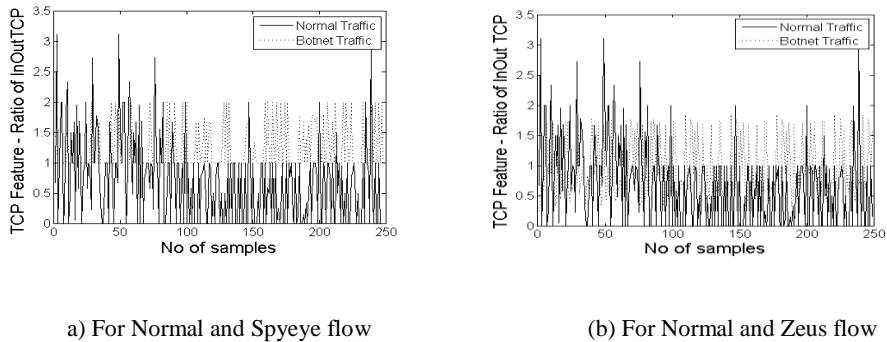 TCP Feature - Ratio of InOutTCP
3.5
3
2.5
2
1.5
1
0.5
0
0
50
100
150
200
250
No of samples
Normal Traffic
Botnet Traffic
a) For Normal and Spyeye flow
TCP Feature - Ratio of InOut TCP
3.5
3
2.5
2
1.5
1
0.5
0
0
50
100
150
200
250
No of samples
Normal Traffic
Botnet Traffic
(b) For Normal and Zeus flow